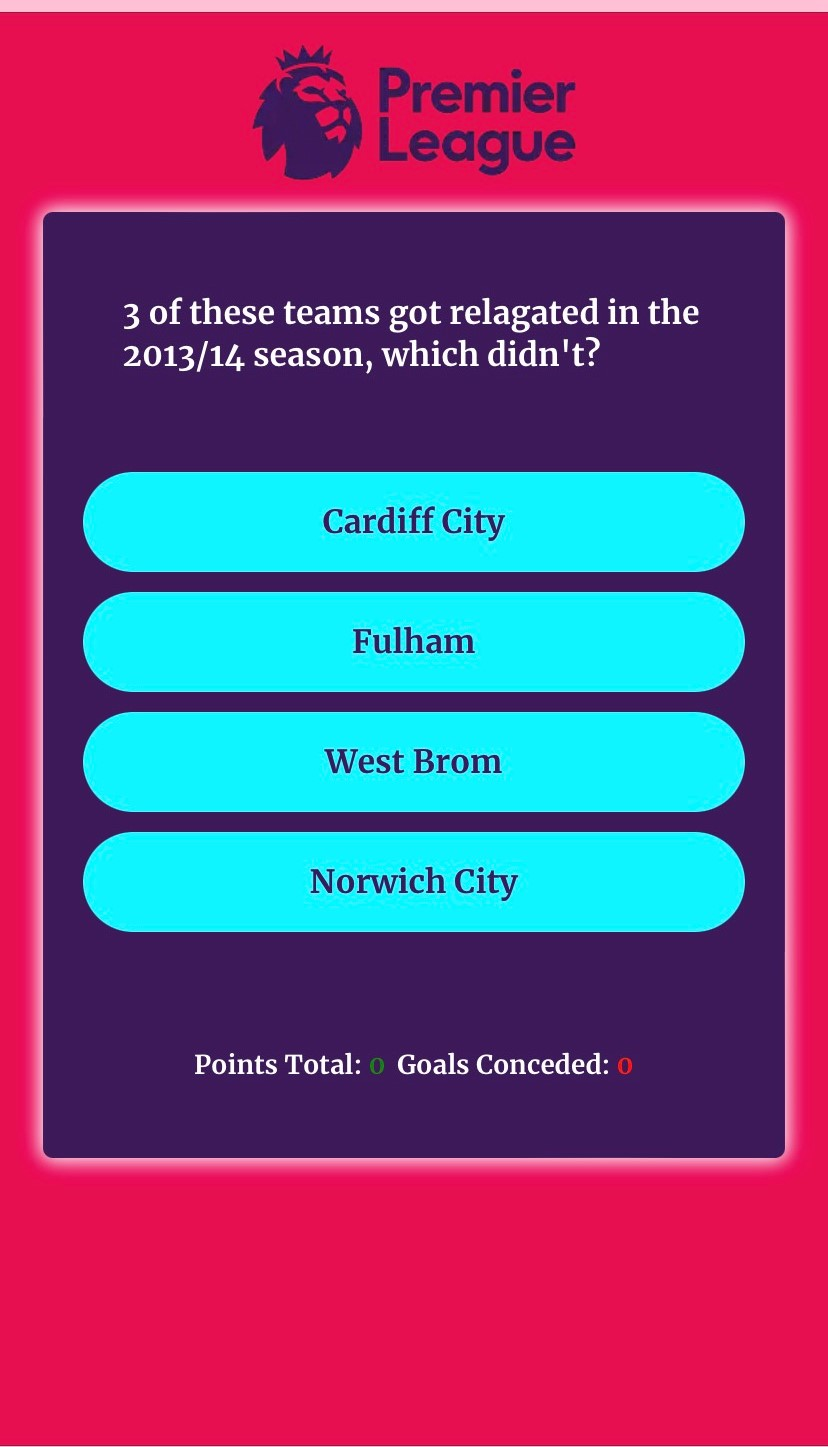 Premier
League
3 of these teams got relagated in the
2013/14 season, which didn't?
Cardiff City
Fulham
West Brom
Norwich City
Points Total: 0 Goals Conceded: 0